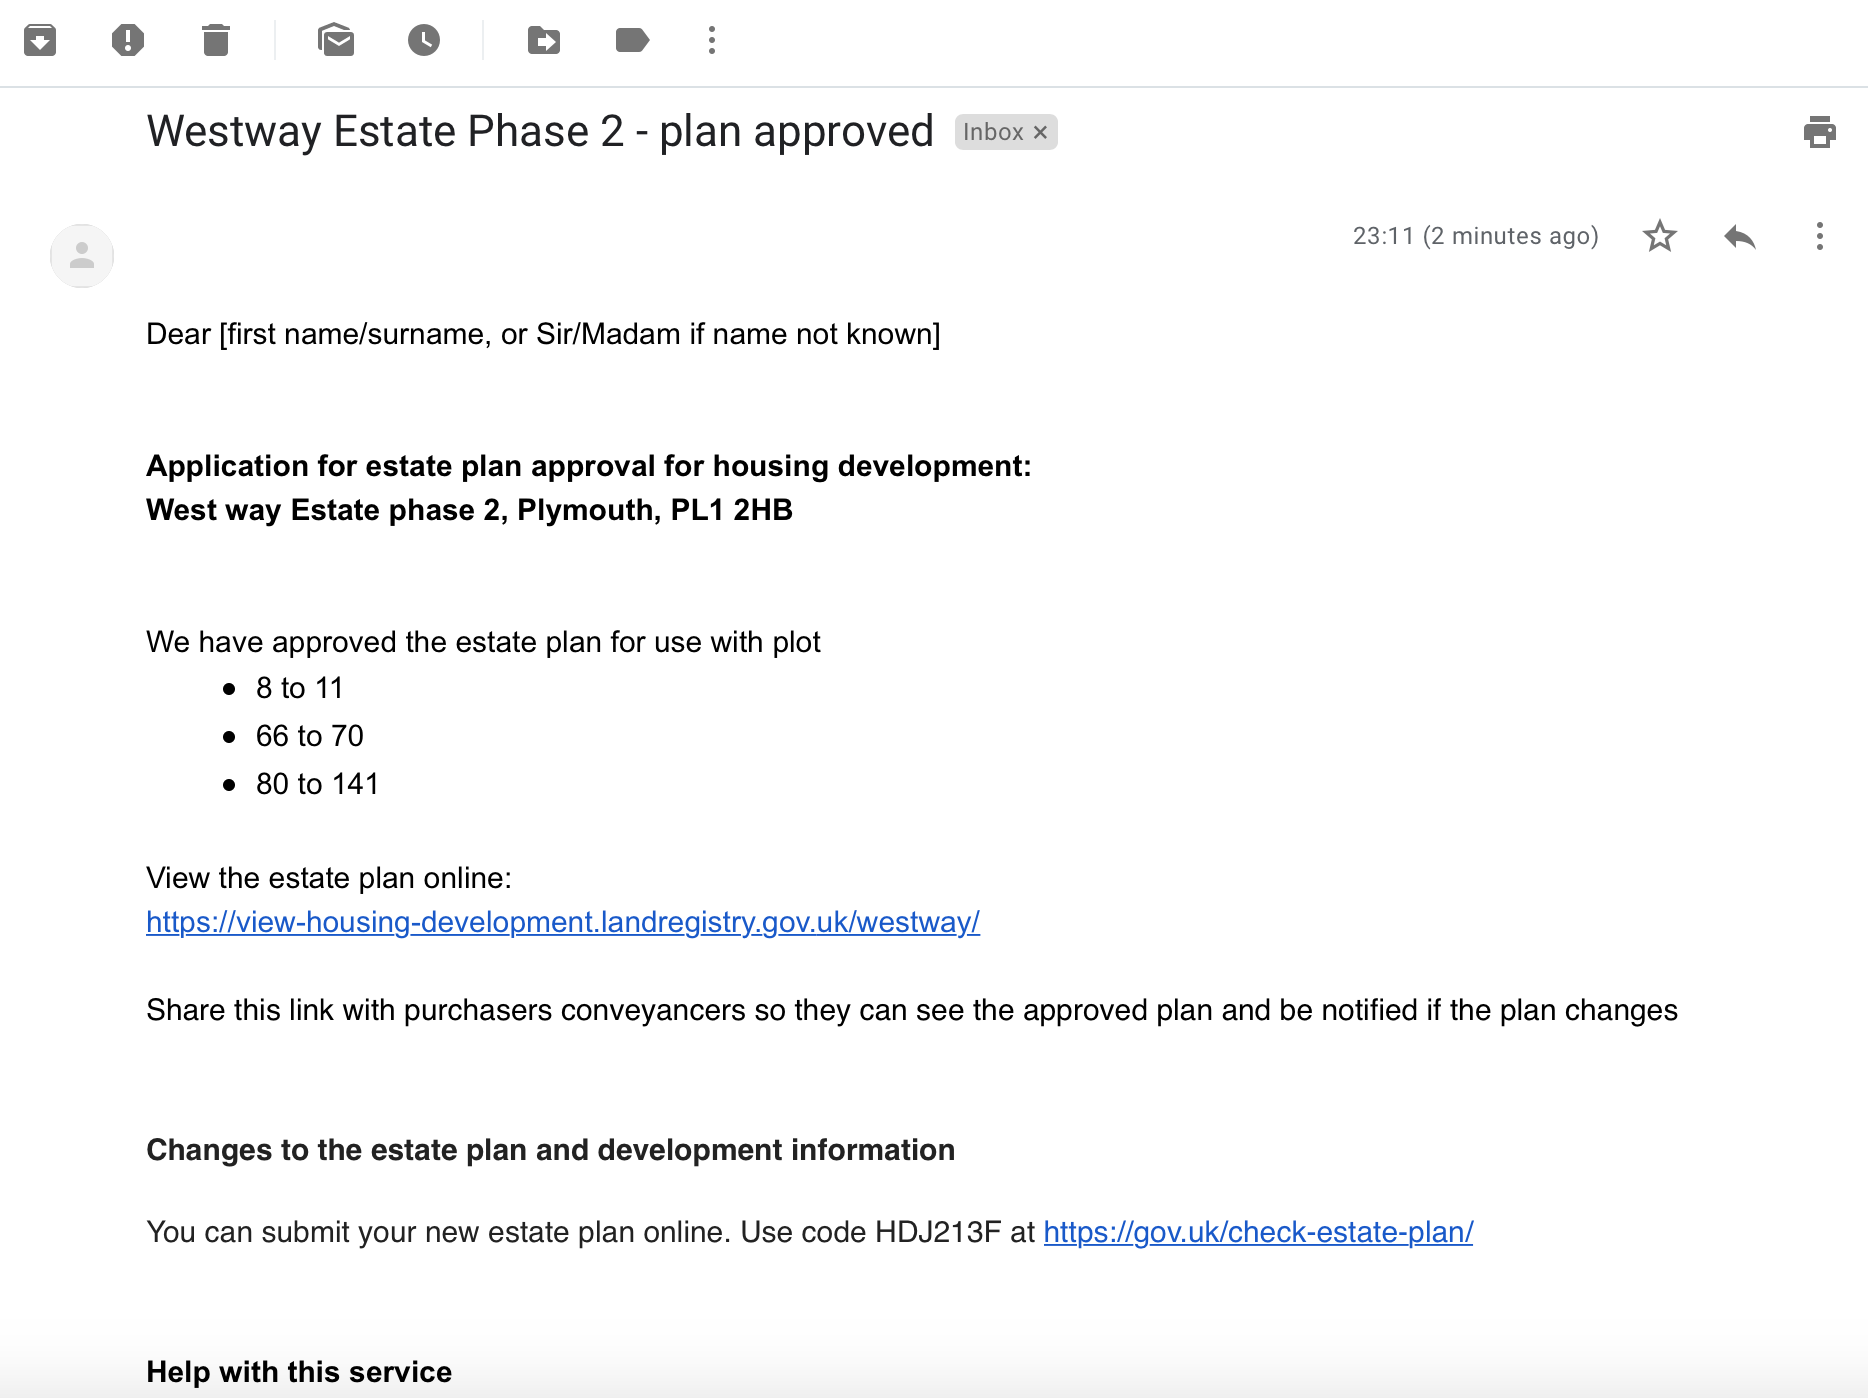 Westway Estate Phase 2 - plan approved Inbox ×
23:11 (2 minutes ago)
Dear [first name/surname, or Sir/Madam if name not known]
Application for estate plan approval for housing development:
West way Estate phase 2, Plymouth, PL1 2HB
We have approved the estate plan for use with plot
● 8 to 11
● 66 to 70
● 80 to 141
View the estate plan online:
https://view-housing-development.landregistry.gov.uk/westway/
Share this link with purchasers conveyancers so they can see the approved plan and be notified if the plan changes
Changes to the estate plan and development information
You can submit your new estate plan online. Use code HDJ213F at https://gov.uk/check-estate-plan/
Help with this service